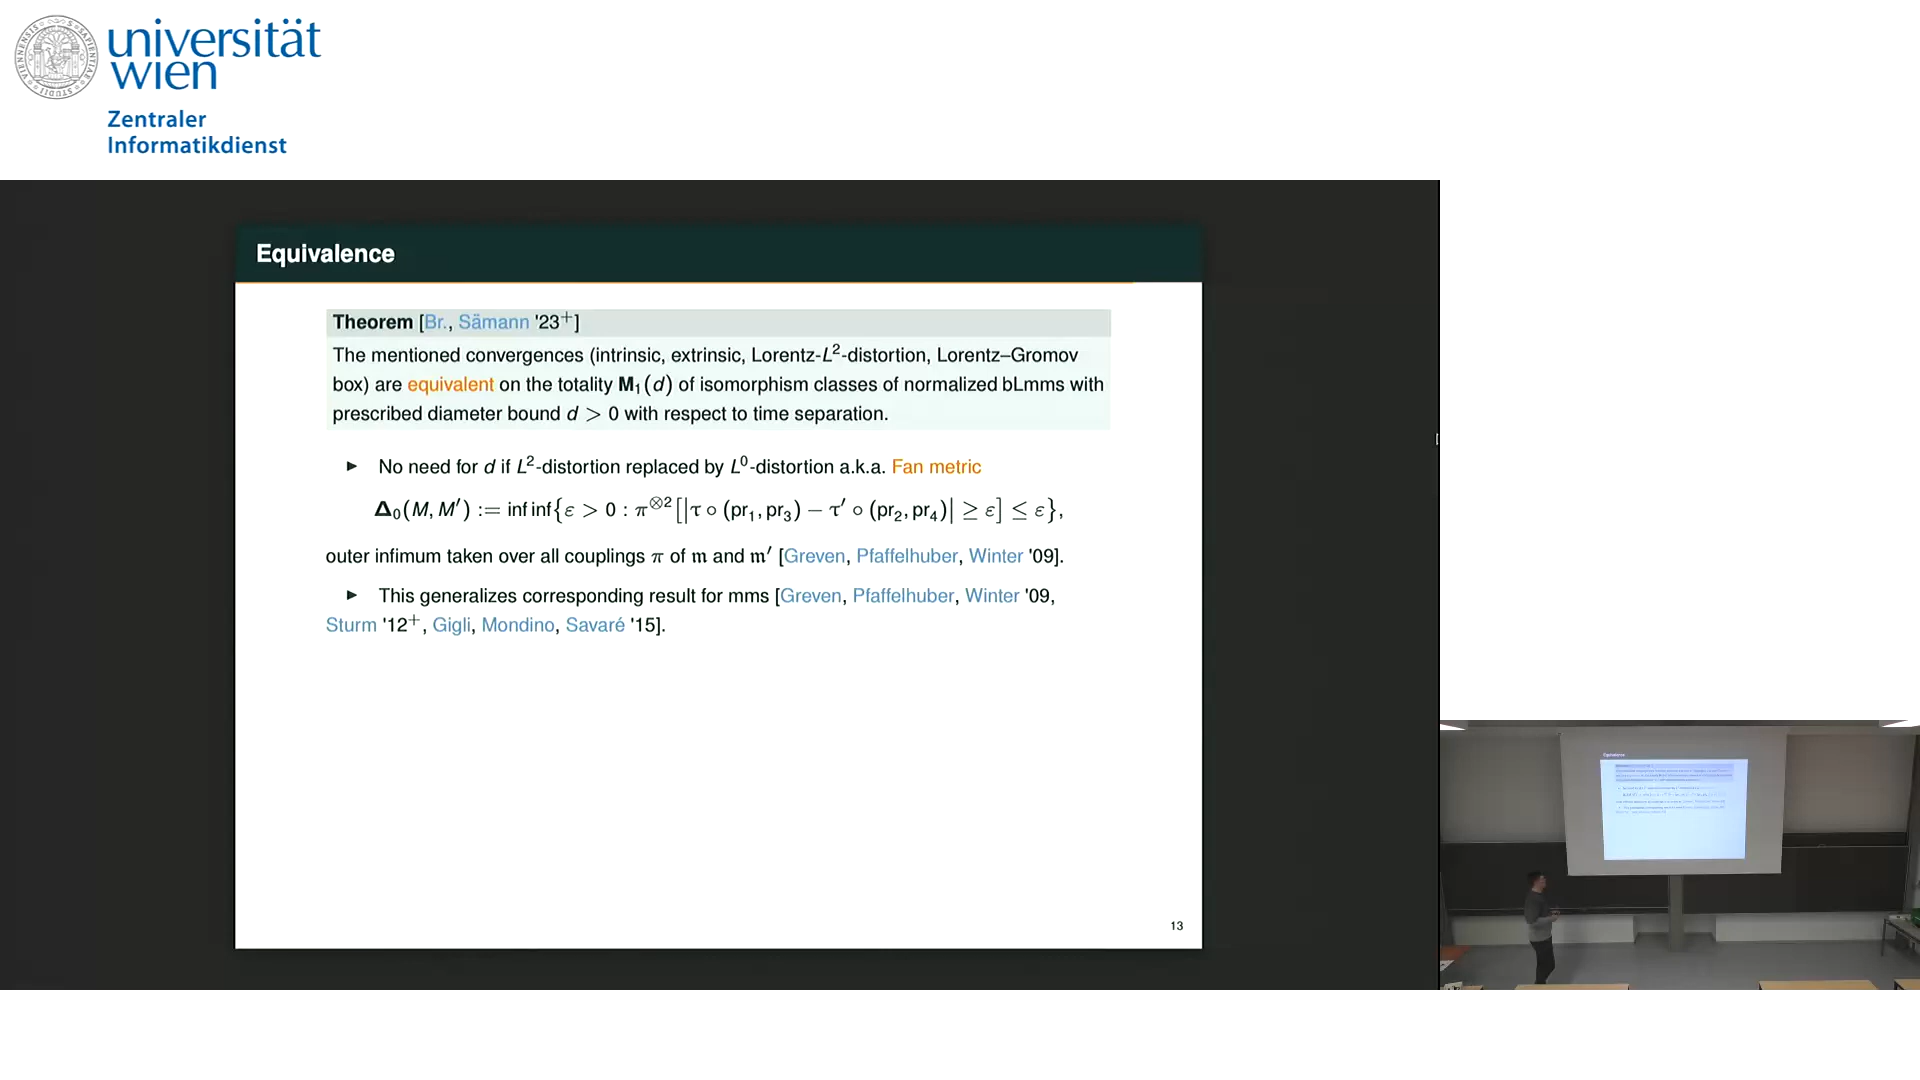 universität
wien
Zentraler
Informatikdienst
Equivalence
Theorem [Br., Sämann '23⁺]
The mentioned convergences (intrinsic, extrinsic, Lorentz-L²-distortion, Lorentz–Gromov
box) are equivalent on the totality M₁(d) of isomorphism classes of normalized bLmms with
prescribed diameter bound d > 0 with respect to time separation.
► No need for d if L²-distortion replaced by L⁰-distortion a.k.a. Fan metric
Δ₀(M, M′) := inf inf{ε > 0 : π^⊗2[|τ ∘ (pr₁, pr₃) − τ′ ∘ (pr₂, pr₄)| ≥ ε] ≤ ε},
outer infimum taken over all couplings π of 𝔪 and 𝔪′ [Greven, Pfaffelhuber, Winter '09].
► This generalizes corresponding result for mms [Greven, Pfaffelhuber, Winter '09,
Sturm '12⁺, Gigli, Mondino, Savaré '15].
13